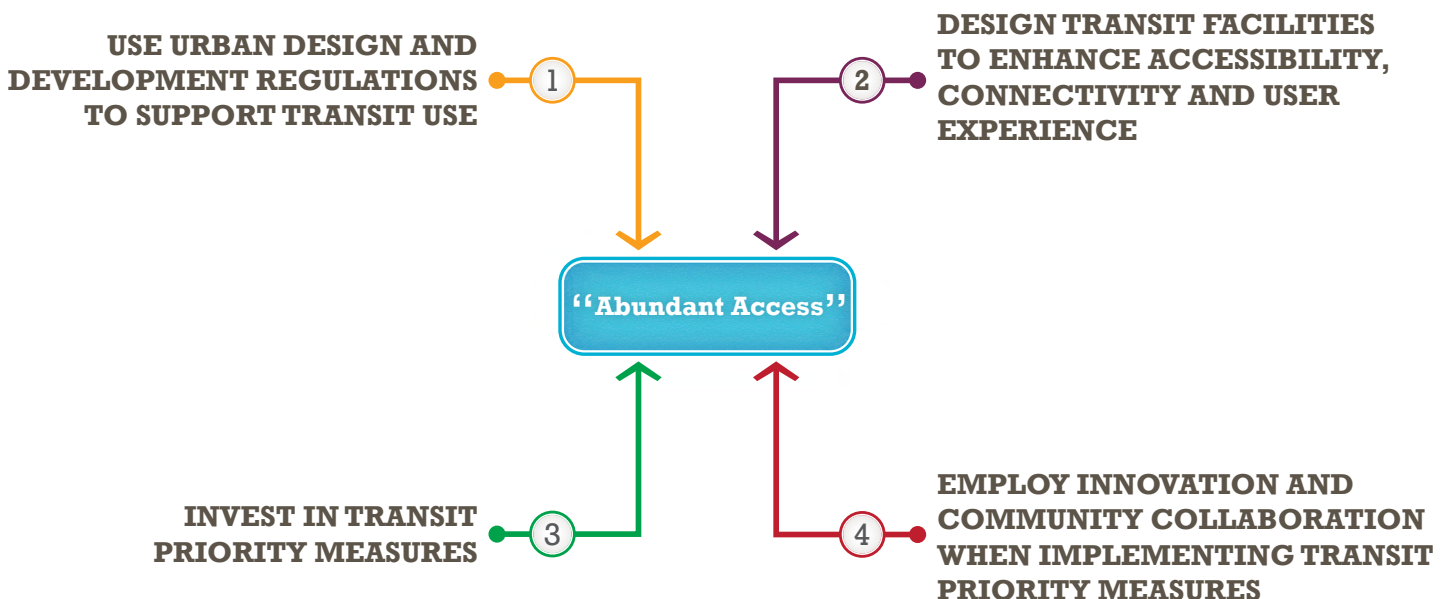 USE URBAN DESIGN AND
DEVELOPMENT REGULATIONS
TO SUPPORT TRANSIT USE
1
2
DESIGN TRANSIT FACILITIES
TO ENHANCE ACCESSIBILITY,
CONNECTIVITY AND USER
EXPERIENCE
“Abundant Access”
INVEST IN TRANSIT
PRIORITY MEASURES
3
4
EMPLOY INNOVATION AND
COMMUNITY COLLABORATION
WHEN IMPLEMENTING TRANSIT
PRIORITY MEASURES